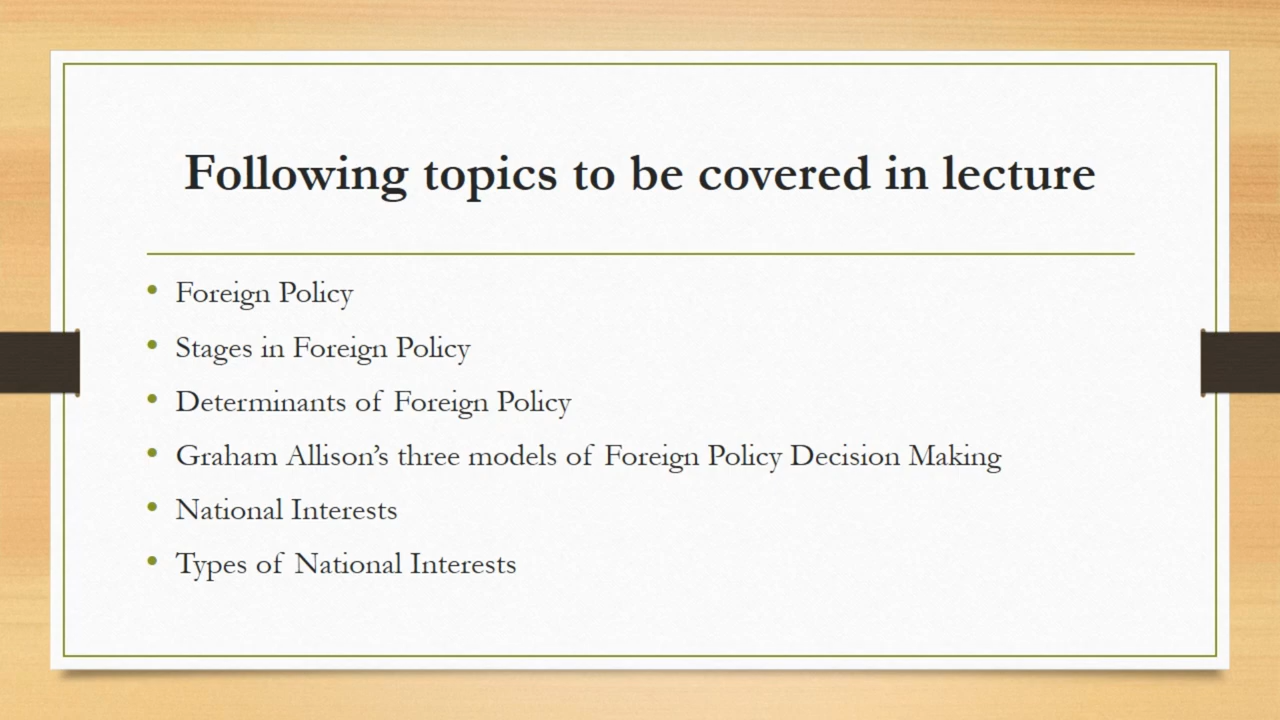 Following topics to be covered in lecture
• Foreign Policy
• Stages in Foreign Policy
• Determinants of Foreign Policy
• Graham Allison’s three models of Foreign Policy Decision Making
• National Interests
• Types of National Interests